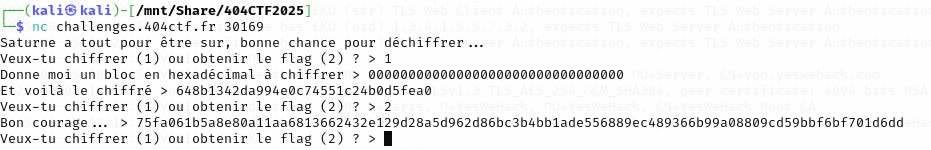 ┌──(kali㉿kali)-[/mnt/Share/404CTF2025]
└─$ nc challenges.404ctf.fr 30169
Saturne a tout pour être sur, bonne chance pour déchiffrer...
Veux-tu chiffrer (1) ou obtenir le flag (2) ? > 1
Donne moi un bloc en hexadécimal à chiffrer > 00000000000000000000000000000000
Et voilà le chiffré > 648b1342da994e0c74551c24b0d5fea0
Veux-tu chiffrer (1) ou obtenir le flag (2) ? > 2
Bon courage... > 75fa061b5a8e80a11aa6813662432e129d28a5d962d86bc3b4bb1ade556889ec489366b99a08809cd59bbf6bf701d6dd
Veux-tu chiffrer (1) ou obtenir le flag (2) ? >